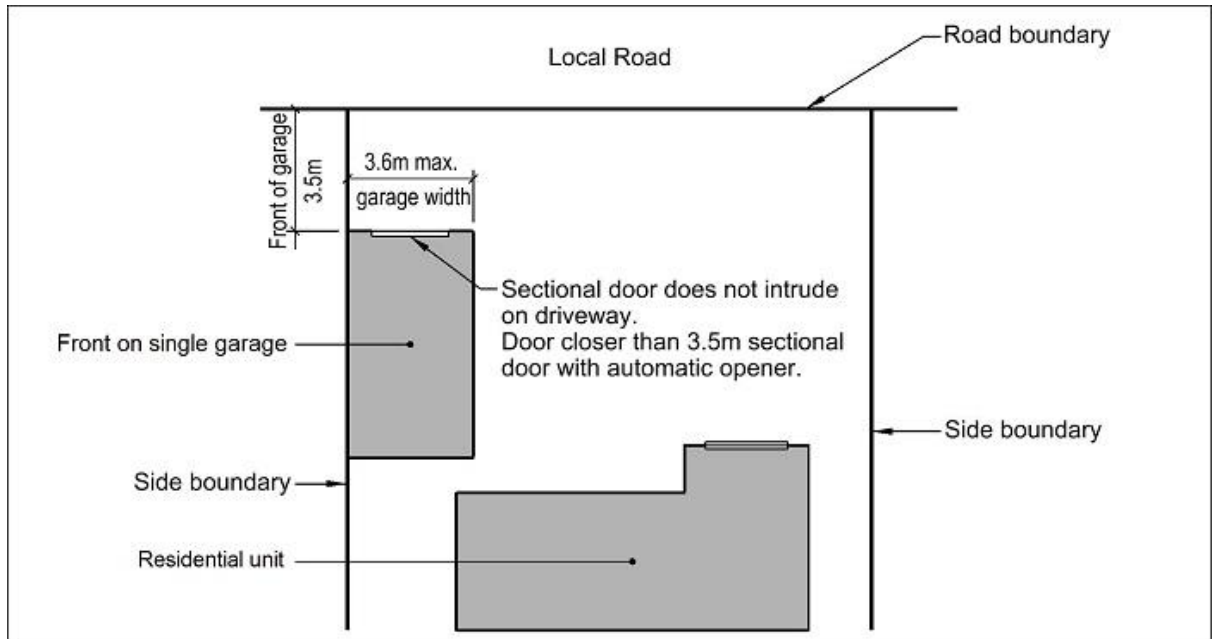 Local Road
Road boundary
Front of garage
3.5m
3.6m max.
garage width
Sectional door does not intrude
on driveway.
Door closer than 3.5m sectional
door with automatic opener.
Front on single garage
Side boundary
Side boundary
Residential unit